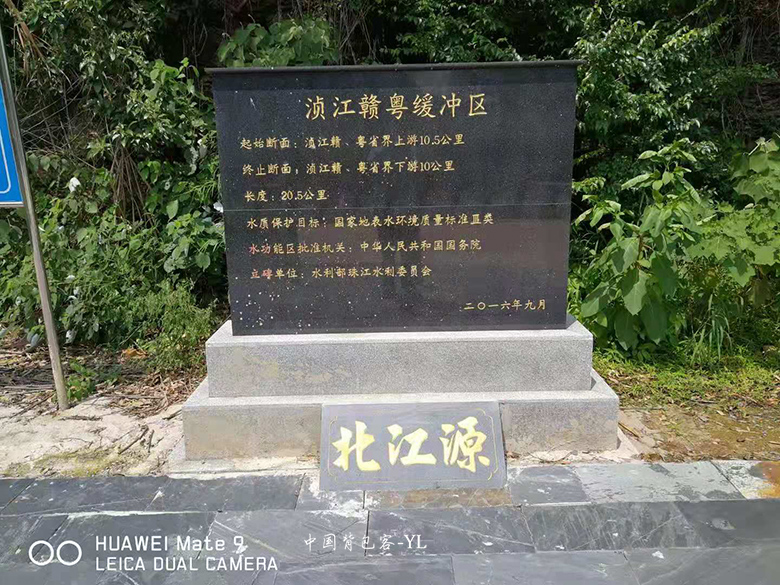 浈江赣粤缓冲区
起始断面：浈江赣、粤省界上游10.5公里
终止断面：浈江赣、粤省界下游10公里
长度：20.5公里
水质保护目标：国家地表水环境质量标准Ⅲ类
水功能区批准机关：中华人民共和国国务院
立碑单位：水利部珠江水利委员会
二〇一六年九月
北江源
HUAWEI Mate 9
LEICA DUAL CAMERA
中国背包客-YL